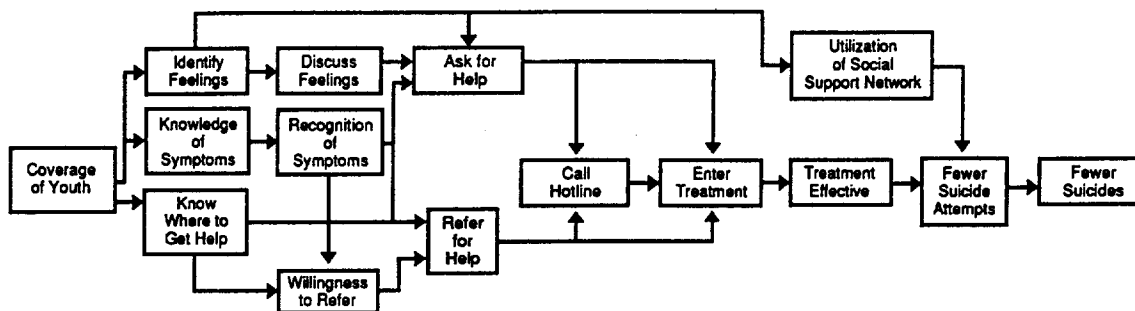 Identify
Feelings
Discuss
Feelings
Ask for
Help
Utilization
of Social
Support Network
Knowledge
of
Symptoms
Recognition
of
Symptoms
Coverage
of Youth
Call
Hotline
Enter
Treatment
Treatment
Effective
Fewer
Suicide
Attempts
Fewer
Suicides
Know
Where to
Get Help
Refer
for
Help
Willingness
to Refer